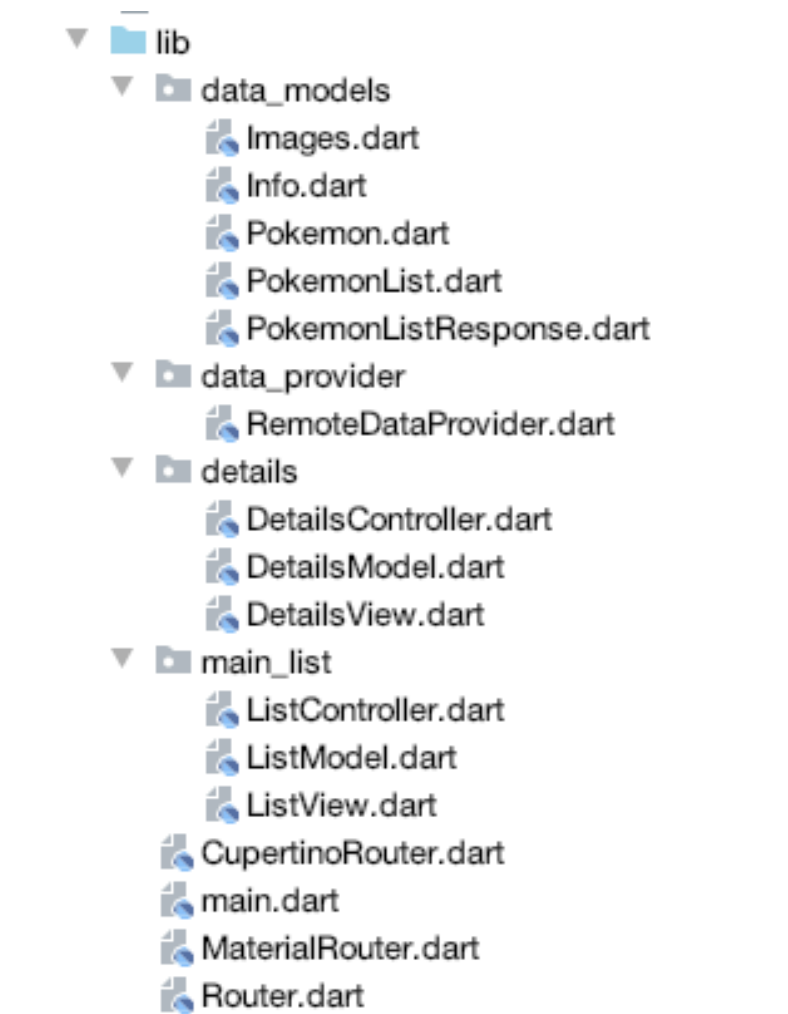 lib
data_models
Images.dart
Info.dart
Pokemon.dart
PokemonList.dart
PokemonListResponse.dart
data_provider
RemoteDataProvider.dart
details
DetailsController.dart
DetailsModel.dart
DetailsView.dart
main_list
ListController.dart
ListModel.dart
ListView.dart
CupertinoRouter.dart
main.dart
MaterialRouter.dart
Router.dart